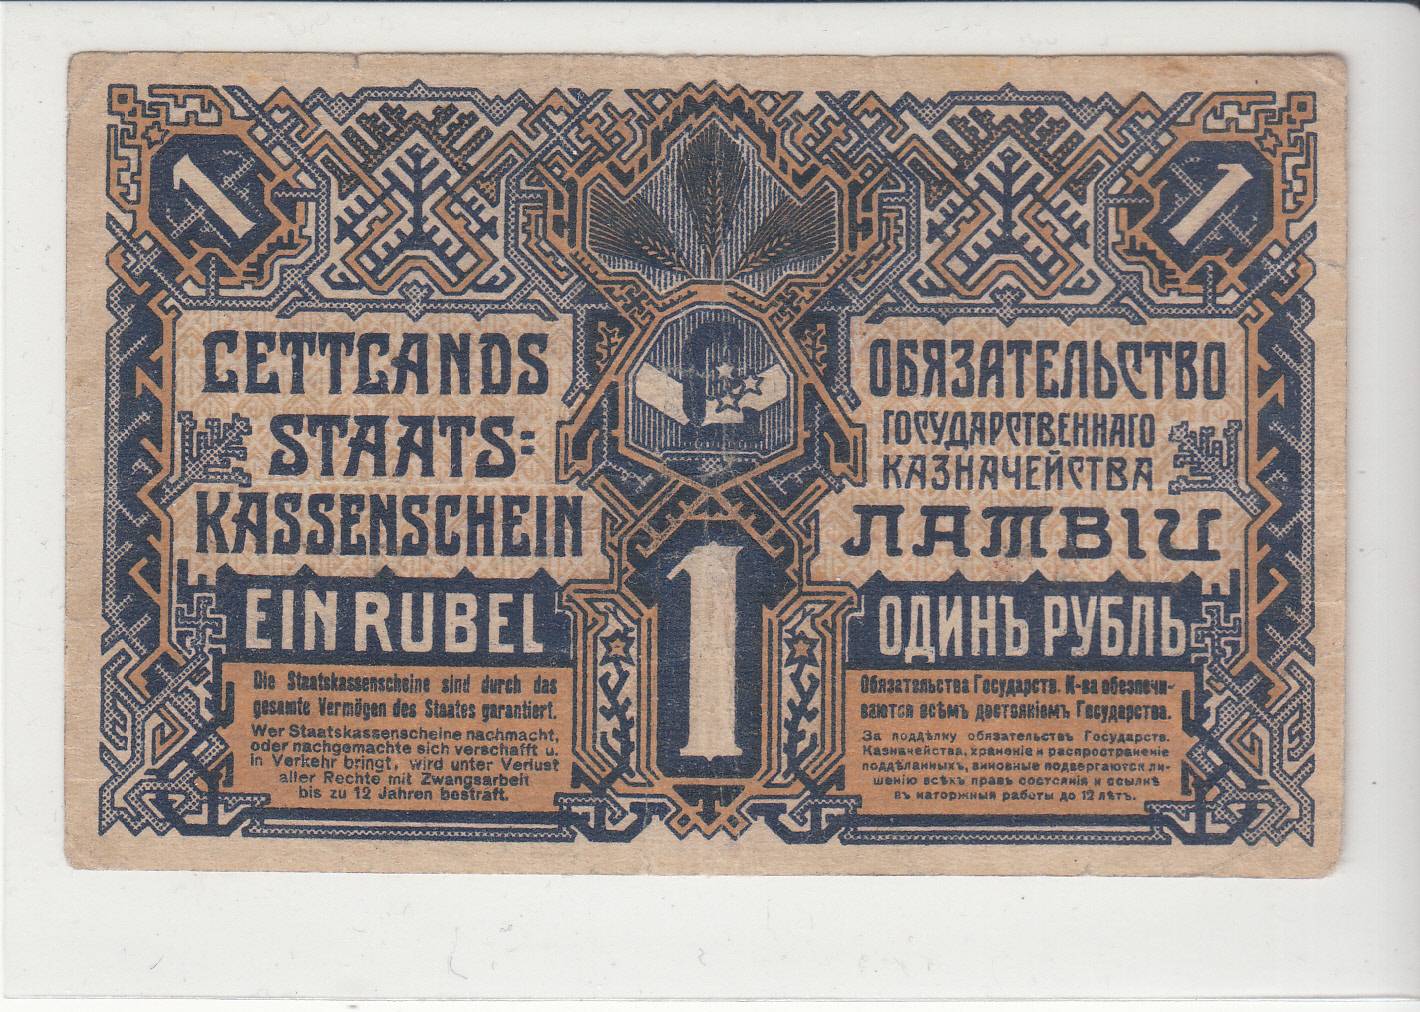 1
1
LETTLANDS
STAATS=
KASSENSCHEIN
EIN RUBEL
Die Staatskassenscheine sind durch das
gesamte Vermögen des Staates garantiert.
Wer Staatskassenscheine nachmacht,
oder nachgemachte sich verschafft u.
in Verkehr bringt, wird unter Verlust
aller Rechte mit Zwangsarbeit
bis zu 12 Jahren bestraft.
1
ОБЯЗАТЕЛЬСТВО
ГОСУДАРСТВЕННАГО
КАЗНАЧЕЙСТВА
ЛАТВІИ
ОДИНЪ РУБЛЬ
Обязательства Государств. К-ва обезпечи-
ваются всѣмъ достояніемъ Государства.
За поддѣлку обязательствъ Государств.
Казначейства, храненіе и распространеніе
поддѣланныхъ, виновные подвергаются ли-
шенію всѣхъ правъ состоянія и ссылкѣ
въ каторжныя работы до 12 лѣтъ.